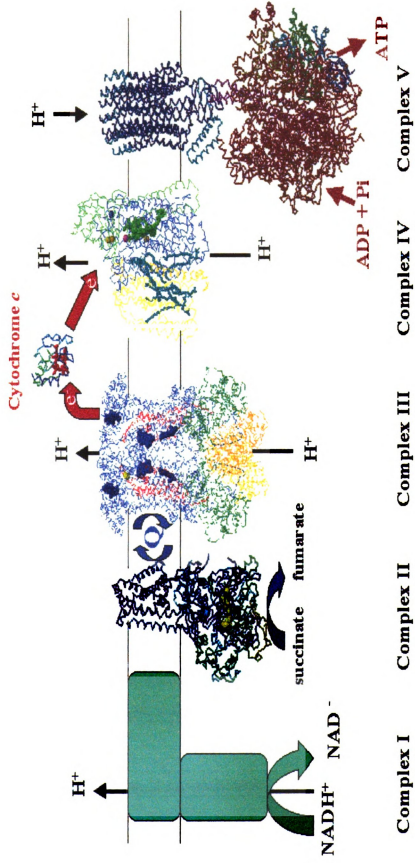 H⁺
H⁺
Cytochrome c
e⁻
e⁻
H⁺
H⁺
Q
H⁺
H⁺
succinate
fumarate
NADH⁺
NAD⁻
ADP + Pi
ATP
Complex I
Complex II
Complex III
Complex IV
Complex V